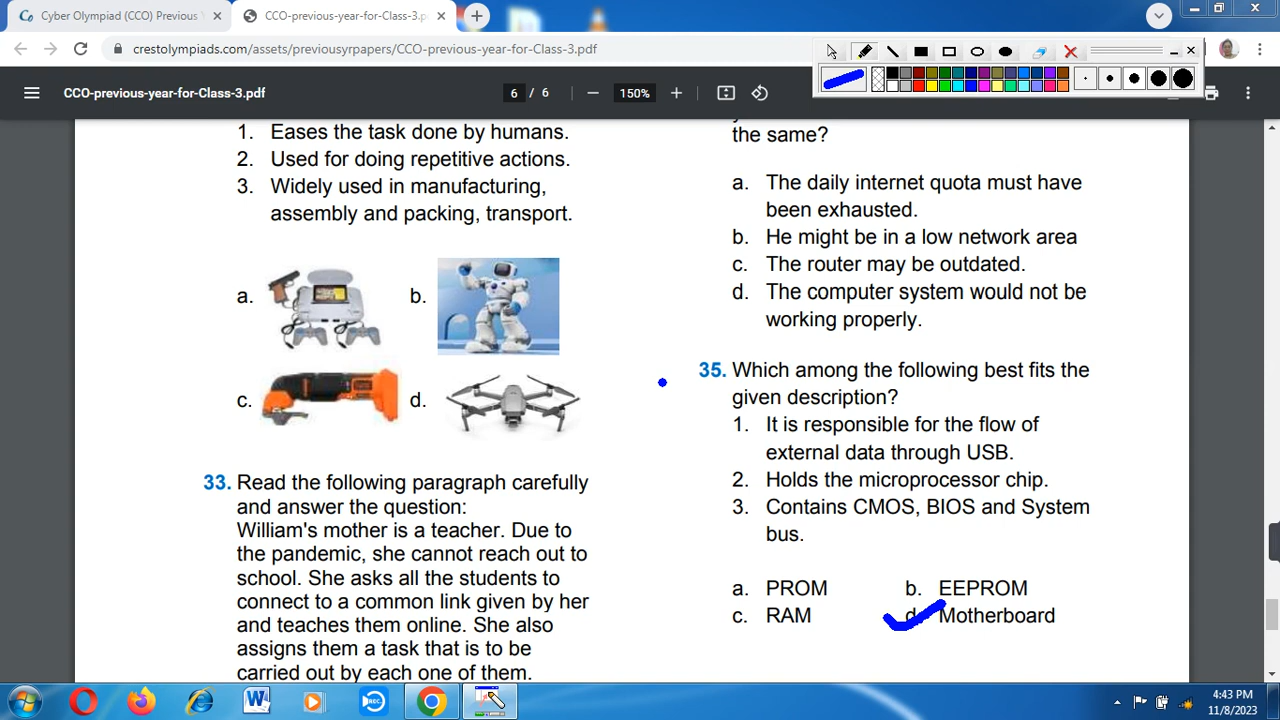 Cyber Olympiad (CCO) Previous Y
CCO-previous-year-for-Class-3.p
crestolympiads.com/assets/previousyrpapers/CCO-previous-year-for-Class-3.pdf
CCO-previous-year-for-Class-3.pdf
6 / 6
150%
1. Eases the task done by humans.
2. Used for doing repetitive actions.
3. Widely used in manufacturing,
assembly and packing, transport.
a.
b.
c.
d.
33. Read the following paragraph carefully
and answer the question:
William's mother is a teacher. Due to
the pandemic, she cannot reach out to
school. She asks all the students to
connect to a common link given by her
and teaches them online. She also
assigns them a task that is to be
carried out by each one of them.
the same?
a. The daily internet quota must have
been exhausted.
b. He might be in a low network area
c. The router may be outdated.
d. The computer system would not be
working properly.
35. Which among the following best fits the
given description?
1. It is responsible for the flow of
external data through USB.
2. Holds the microprocessor chip.
3. Contains CMOS, BIOS and System
bus.
a. PROM
b. EEPROM
c. RAM
d. Motherboard
REC
4:43 PM
11/8/2023